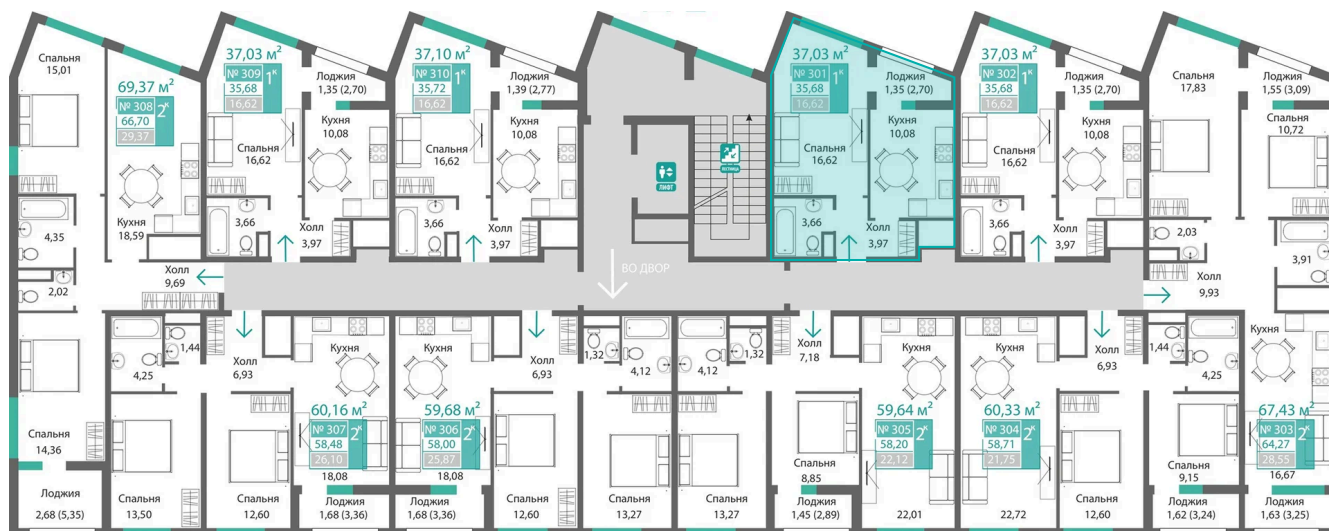 Спальня
15,01
69,37 м²
№ 308
2к
66,70
29,37
Кухня
18,59
4,35
2,02
Холл
9,69
37,03 м²
№ 309
1к
35,68
16,62
Лоджия
1,35 (2,70)
Кухня
10,08
Спальня
16,62
3,66
Холл
3,97
37,10 м²
№ 310
1к
35,72
16,62
Лоджия
1,39 (2,77)
Кухня
10,08
Спальня
16,62
3,66
Холл
3,97
ЛИФТ
ЛЕСТНИЦА
ВО ДВОР
37,03 м²
№ 301
1к
35,68
16,62
Лоджия
1,35 (2,70)
Кухня
10,08
Спальня
16,62
3,66
Холл
3,97
37,03 м²
№ 302
1к
35,68
16,62
Лоджия
1,35 (2,70)
Кухня
10,08
Спальня
16,62
3,66
Холл
3,97
Спальня
17,83
Лоджия
1,55 (3,09)
Спальня
10,72
2,03
3,91
Холл
9,93
Спальня
14,36
Лоджия
2,68 (5,35)
1,44
4,25
Холл
6,93
Кухня
60,16 м²
№ 307
2к
58,48
26,10
18,08
Спальня
13,50
Спальня
12,60
Лоджия
1,68 (3,36)
Кухня
59,68 м²
№ 306
2к
58,00
25,87
18,08
Лоджия
1,68 (3,36)
Холл
6,93
1,32
4,12
Спальня
12,60
Спальня
13,27
4,12
1,32
Холл
7,18
Кухня
59,64 м²
№ 305
2к
58,20
22,12
Спальня
13,27
Спальня
8,85
Лоджия
1,45 (2,89)
22,01
Кухня
60,33 м²
№ 304
2к
58,71
21,75
22,72
Холл
6,93
1,44
4,25
Спальня
12,60
Спальня
9,15
Лоджия
1,62 (3,24)
Кухня
67,43 м²
№ 303
2к
64,27
28,55
16,67
Лоджия
1,63 (3,25)